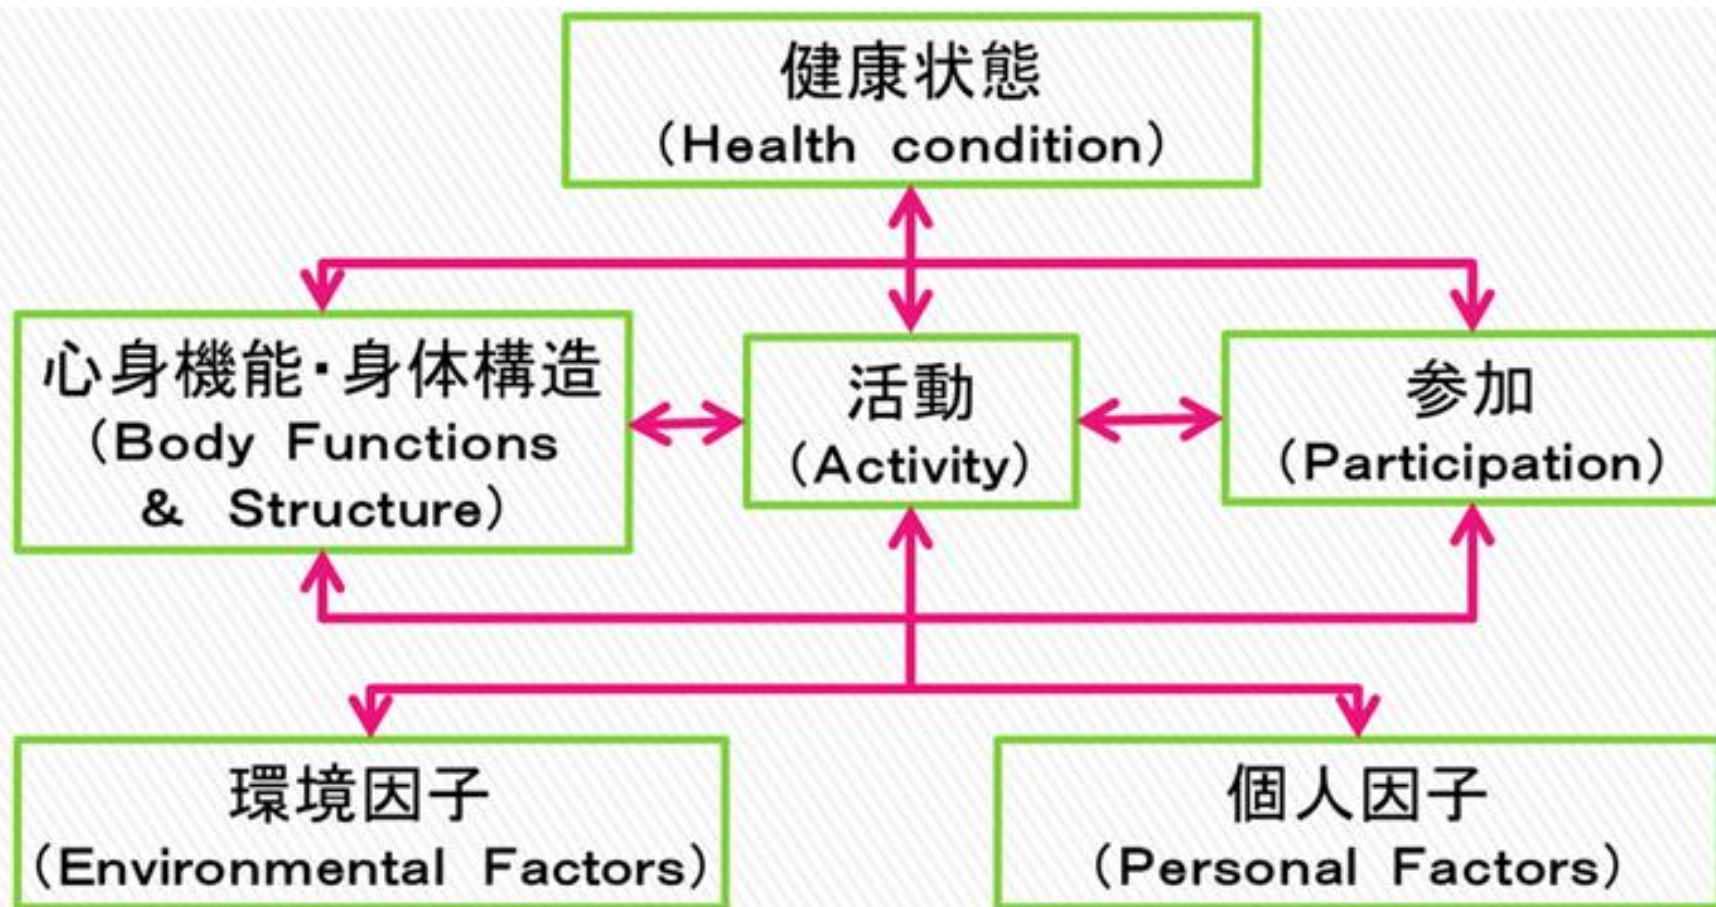 健康状態
（Health condition）
心身機能・身体構造
（Body Functions
& Structure）
活動
（Activity）
参加
（Participation）
環境因子
（Environmental Factors）
個人因子
（Personal Factors）